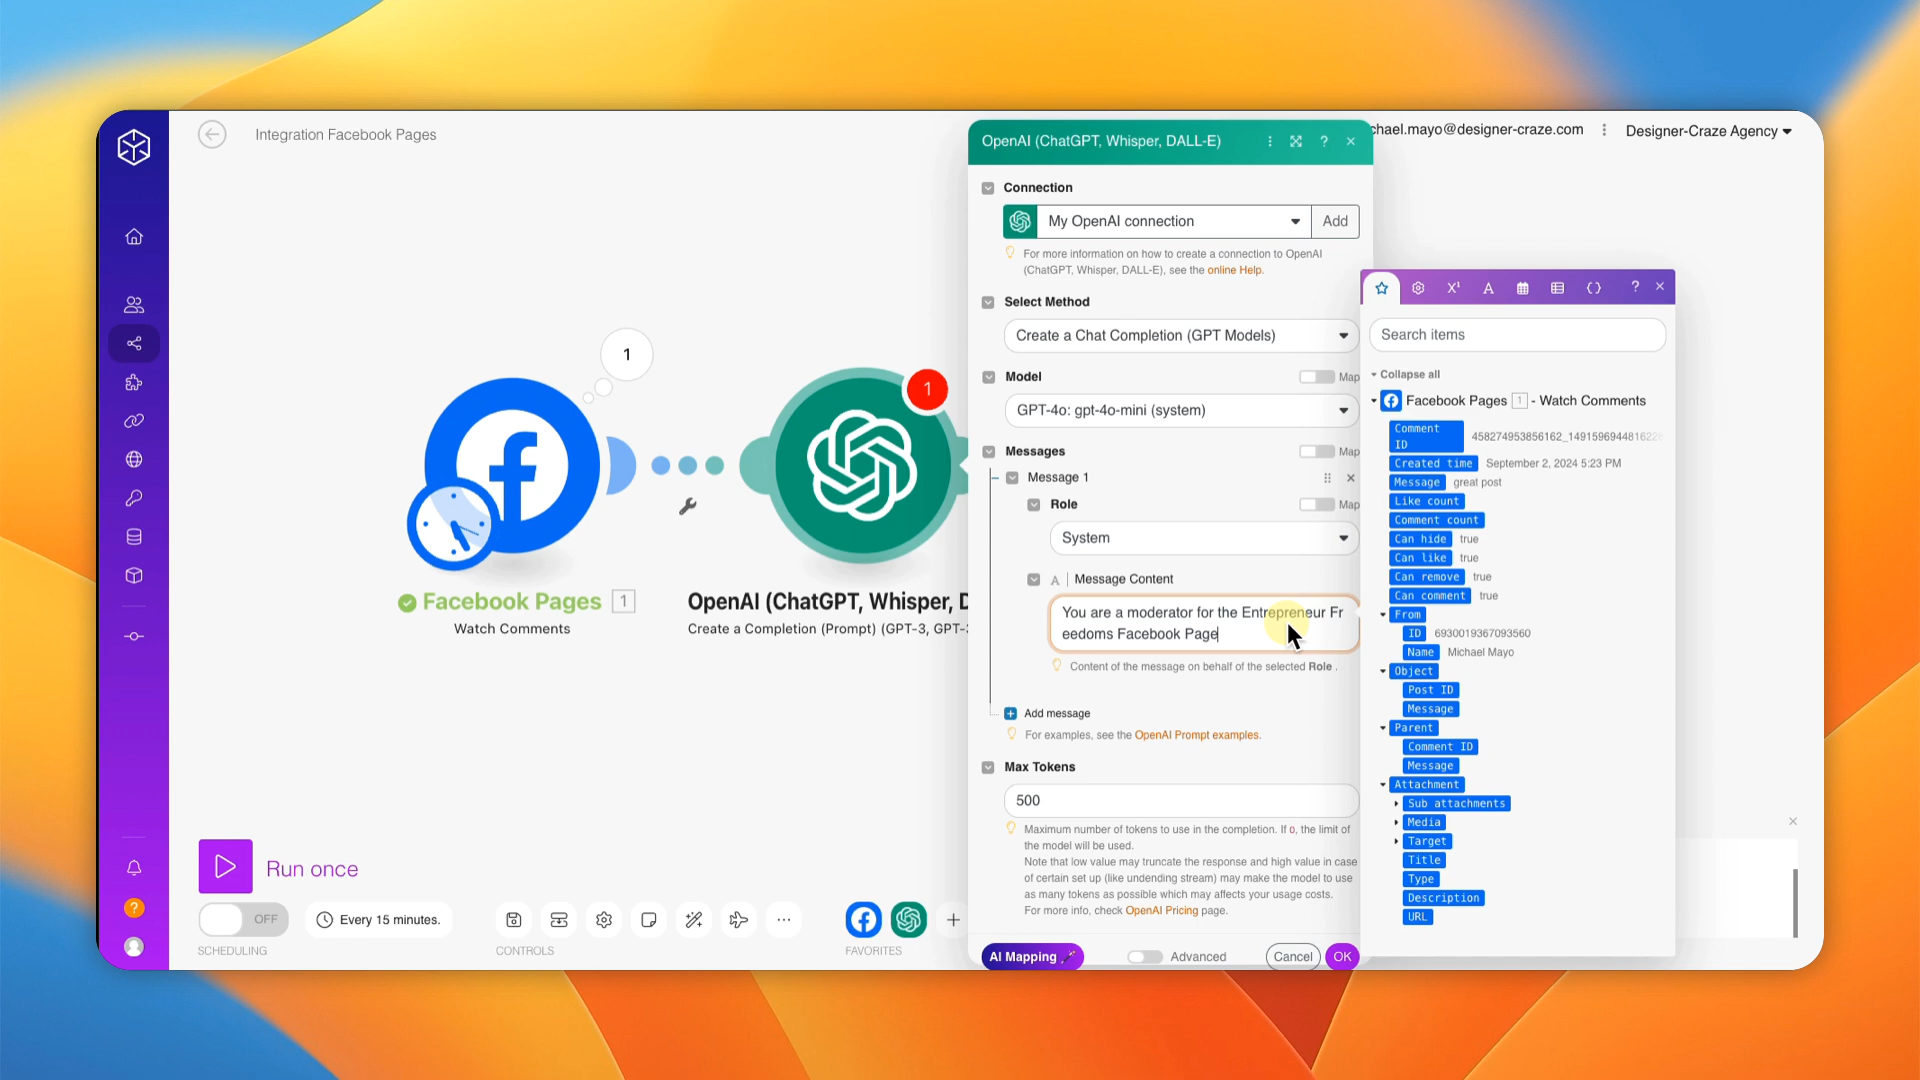 Integration Facebook Pages
chael.mayo@designer-craze.com
Designer-Craze Agency
1
1
Facebook Pages 1
Watch Comments
OpenAI (ChatGPT, Whisper, D
Create a Completion (Prompt) (GPT-3, GPT-3
Run once
OFF
Every 15 minutes.
SCHEDULING
CONTROLS
FAVORITES
OpenAI (ChatGPT, Whisper, DALL-E)
?
Connection
My OpenAI connection
Add
For more information on how to create a connection to OpenAI
(ChatGPT, Whisper, DALL-E), see the online Help.
Select Method
Create a Chat Completion (GPT Models)
Model
Map
GPT-4o: gpt-4o-mini (system)
Messages
Map
Message 1
Role
Map
System
A | Message Content
You are a moderator for the Entrepreneur Fr
eedoms Facebook Page
Content of the message on behalf of the selected Role .
Add message
For examples, see the OpenAI Prompt examples.
Max Tokens
500
Maximum number of tokens to use in the completion. If 0, the limit of
the model will be used.
Note that low value may truncate the response and high value in case
of certain set up (like undending stream) may make the model to use
as many tokens as possible which may affects your usage costs.
For more info, check OpenAI Pricing page.
AI Mapping
Advanced
Cancel
OK
X¹
A
?
Search items
Collapse all
Facebook Pages 1 - Watch Comments
Comment
ID
458274953856162_1491596944816228
Created time September 2, 2024 5:23 PM
Message great post
Like count
Comment count
Can hide true
Can like true
Can remove true
Can comment true
From
ID 6930019367093560
Name Michael Mayo
Object
Post ID
Message
Parent
Comment ID
Message
Attachment
Sub attachments
Media
Target
Title
Type
Description
URL
?